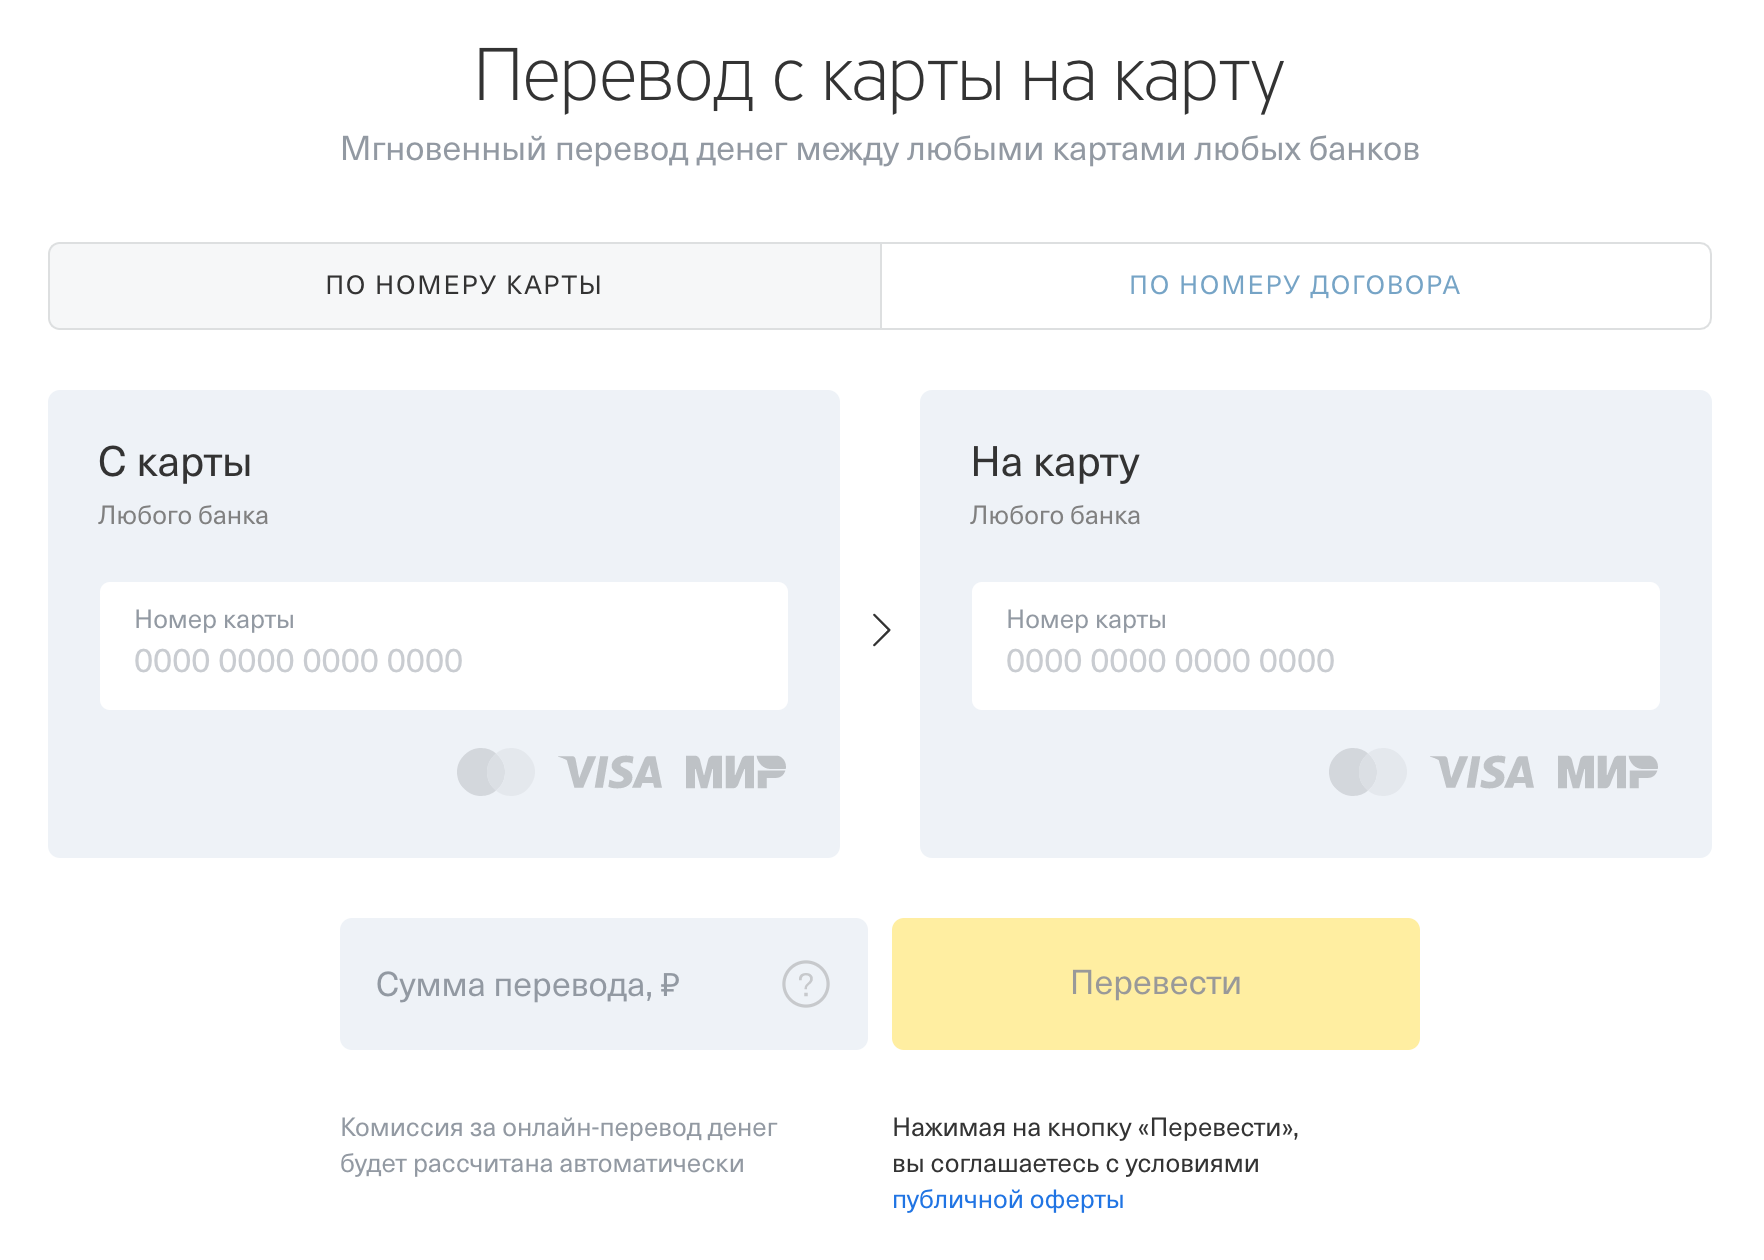 Перевод с карты на карту
Мгновенный перевод денег между любыми картами любых банков
ПО НОМЕРУ КАРТЫ
ПО НОМЕРУ ДОГОВОРА
С карты
Любого банка
Номер карты
0000 0000 0000 0000
VISA МИР
На карту
Любого банка
Номер карты
0000 0000 0000 0000
VISA МИР
Сумма перевода, ₽ ?
Перевести
Комиссия за онлайн-перевод денег
будет рассчитана автоматически
Нажимая на кнопку «Перевести»,
вы соглашаетесь с условиями
публичной оферты